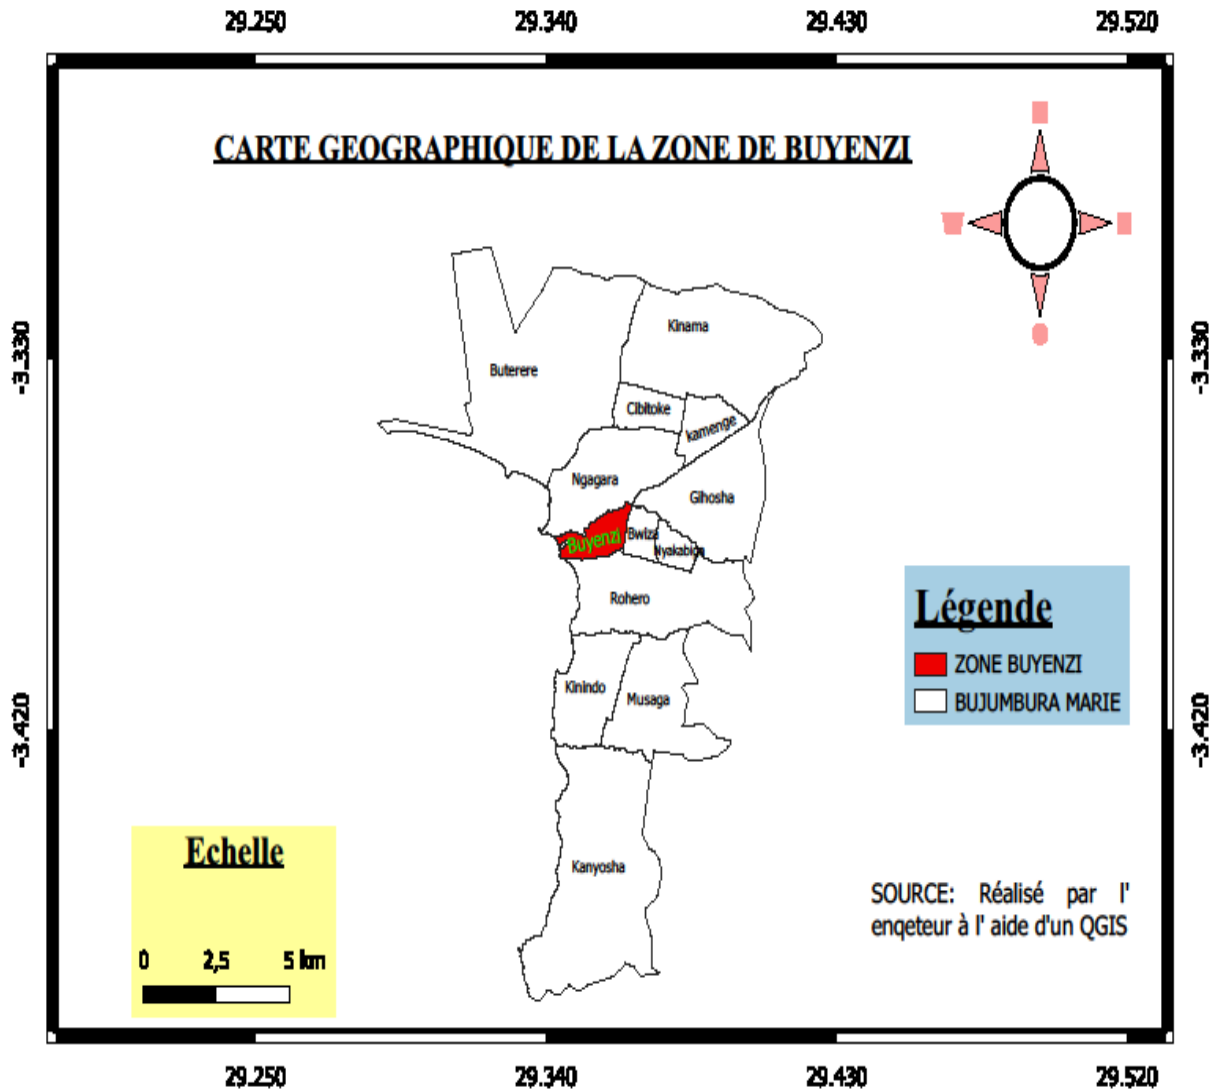 29.250 29.340 29.430 29.520
CARTE GEOGRAPHIQUE DE LA ZONE DE BUYENZI
-3.330 -3.330
Kinama
Buterere
Cibitoke
kamenge
Ngagara
Gihosha
Buyenzi
Bwiza
Nyakabiga
Rohero
Légende
ZONE BUYENZI
BUJUMBURA MARIE
Kinindo
Musaga
-3.420 -3.420
Echelle
0 2,5 5 km
Kanyosha
SOURCE: Réalisé par l'
enqeteur à l' aide d'un QGIS
29.250 29.340 29.430 29.520